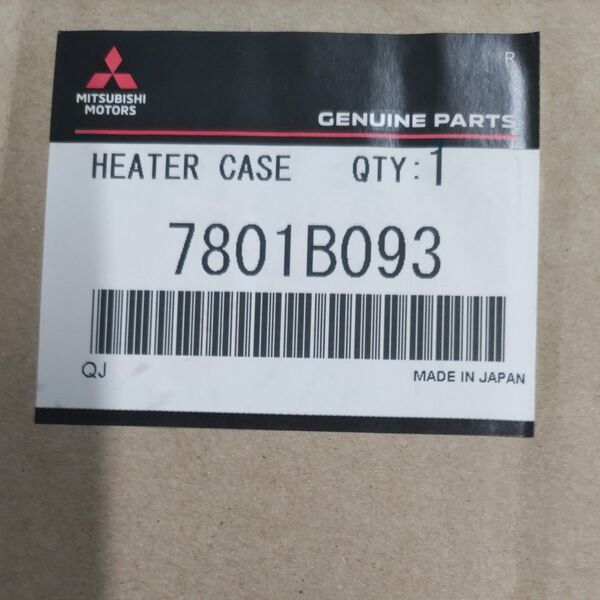 R
MITSUBISHI
MOTORS
GENUINE PARTS
HEATER CASE QTY:1
7801B093
QJ
MADE IN JAPAN